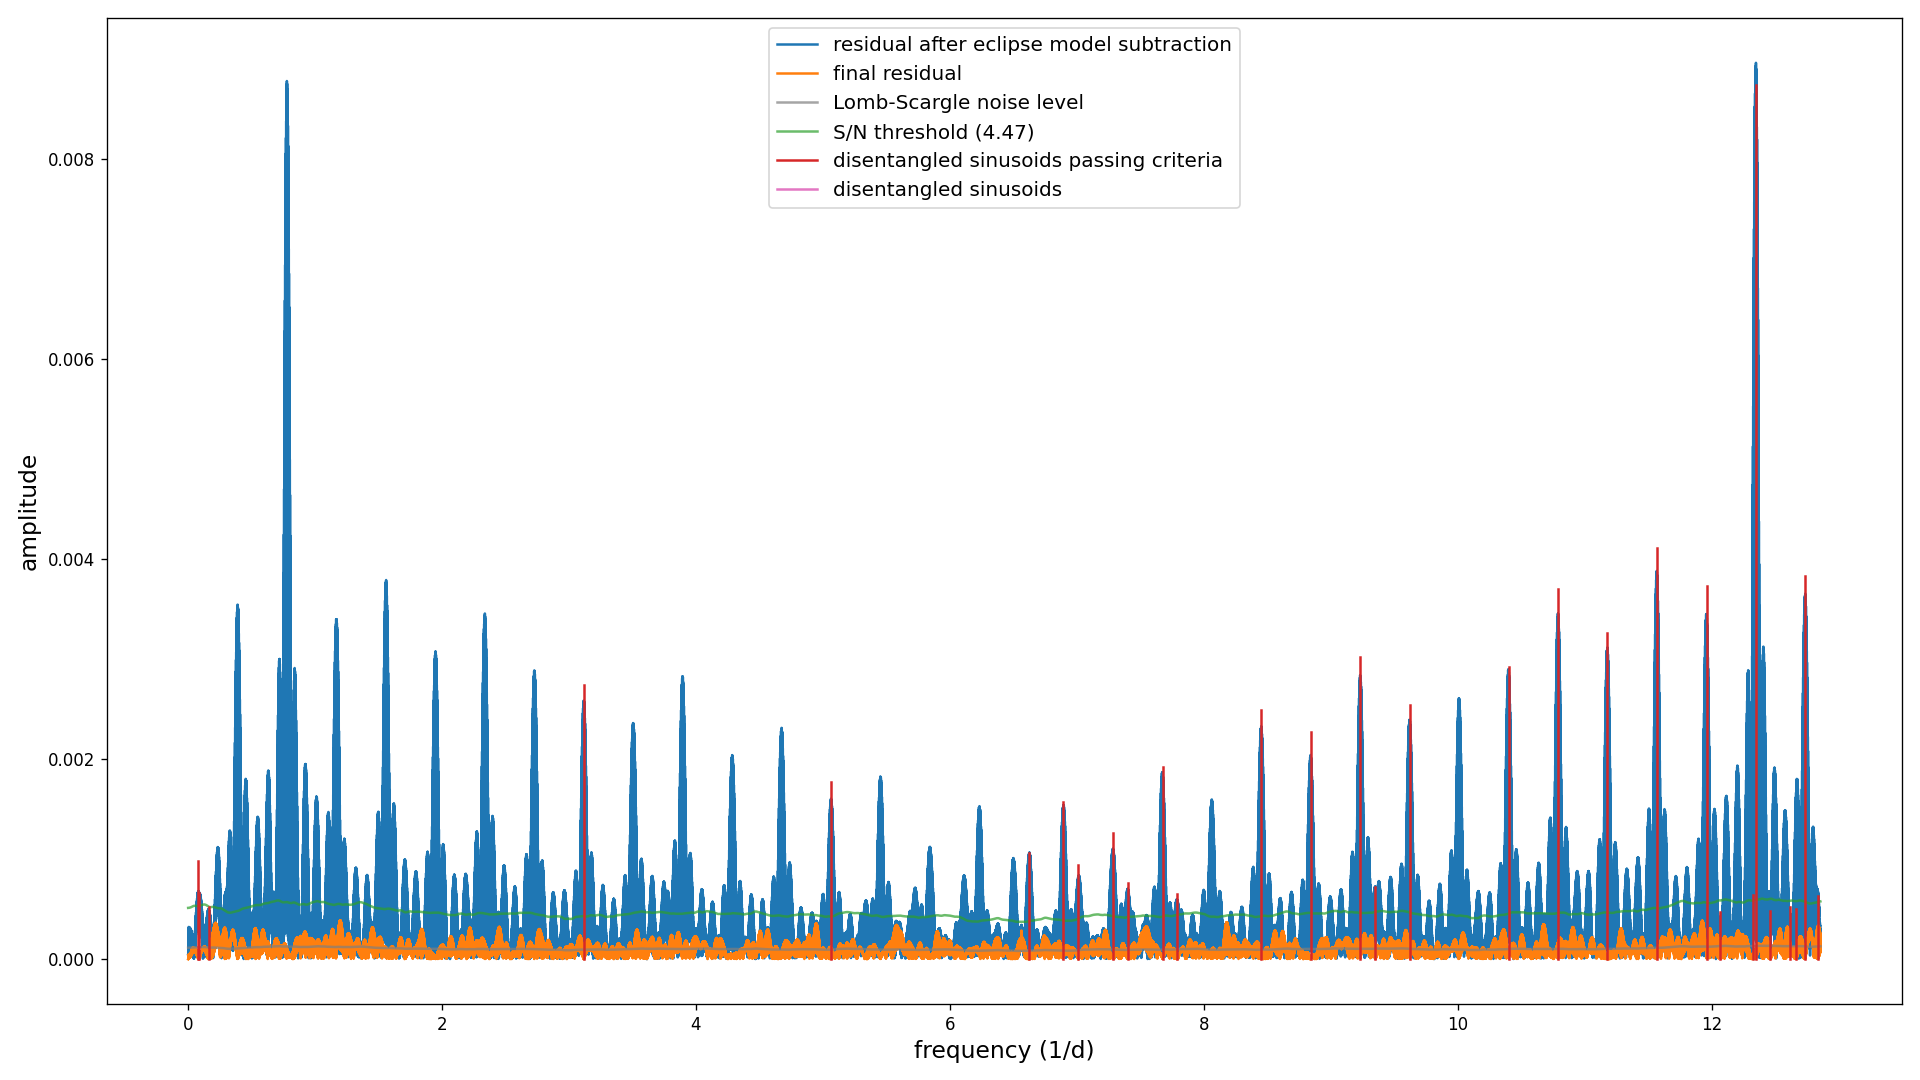 residual after eclipse model subtraction
final residual
Lomb-Scargle noise level
S/N threshold (4.47)
disentangled sinusoids passing criteria
disentangled sinusoids
amplitude
0.008
0.006
0.004
0.002
0.000
0 2 4 6 8 10 12
frequency (1/d)